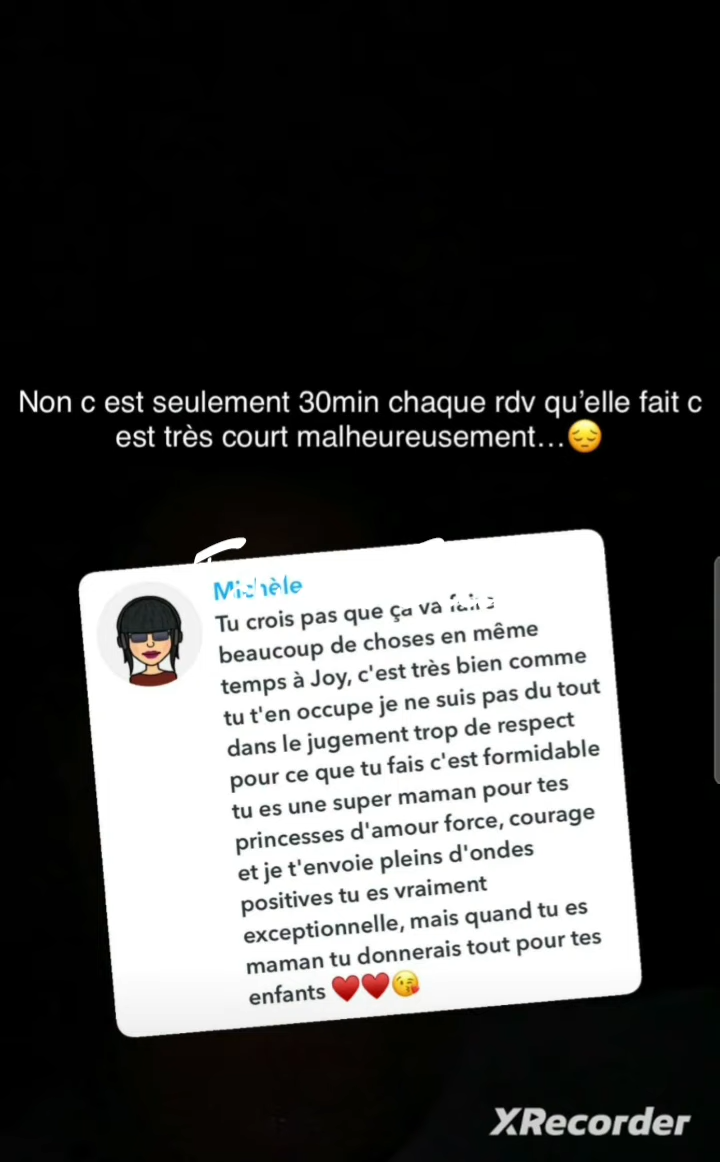 Non c est seulement 30min chaque rdv qu’elle fait c
est très court malheureusement…😔
Michèle
Tu crois pas que ça va faire
beaucoup de choses en même
temps à Joy, c'est très bien comme
tu t'en occupe je ne suis pas du tout
dans le jugement trop de respect
pour ce que tu fais c'est formidable
tu es une super maman pour tes
princesses d'amour force, courage
et je t'envoie pleins d'ondes
positives tu es vraiment
exceptionnelle, mais quand tu es
maman tu donnerais tout pour tes
enfants ♥️♥️😘
XRecorder